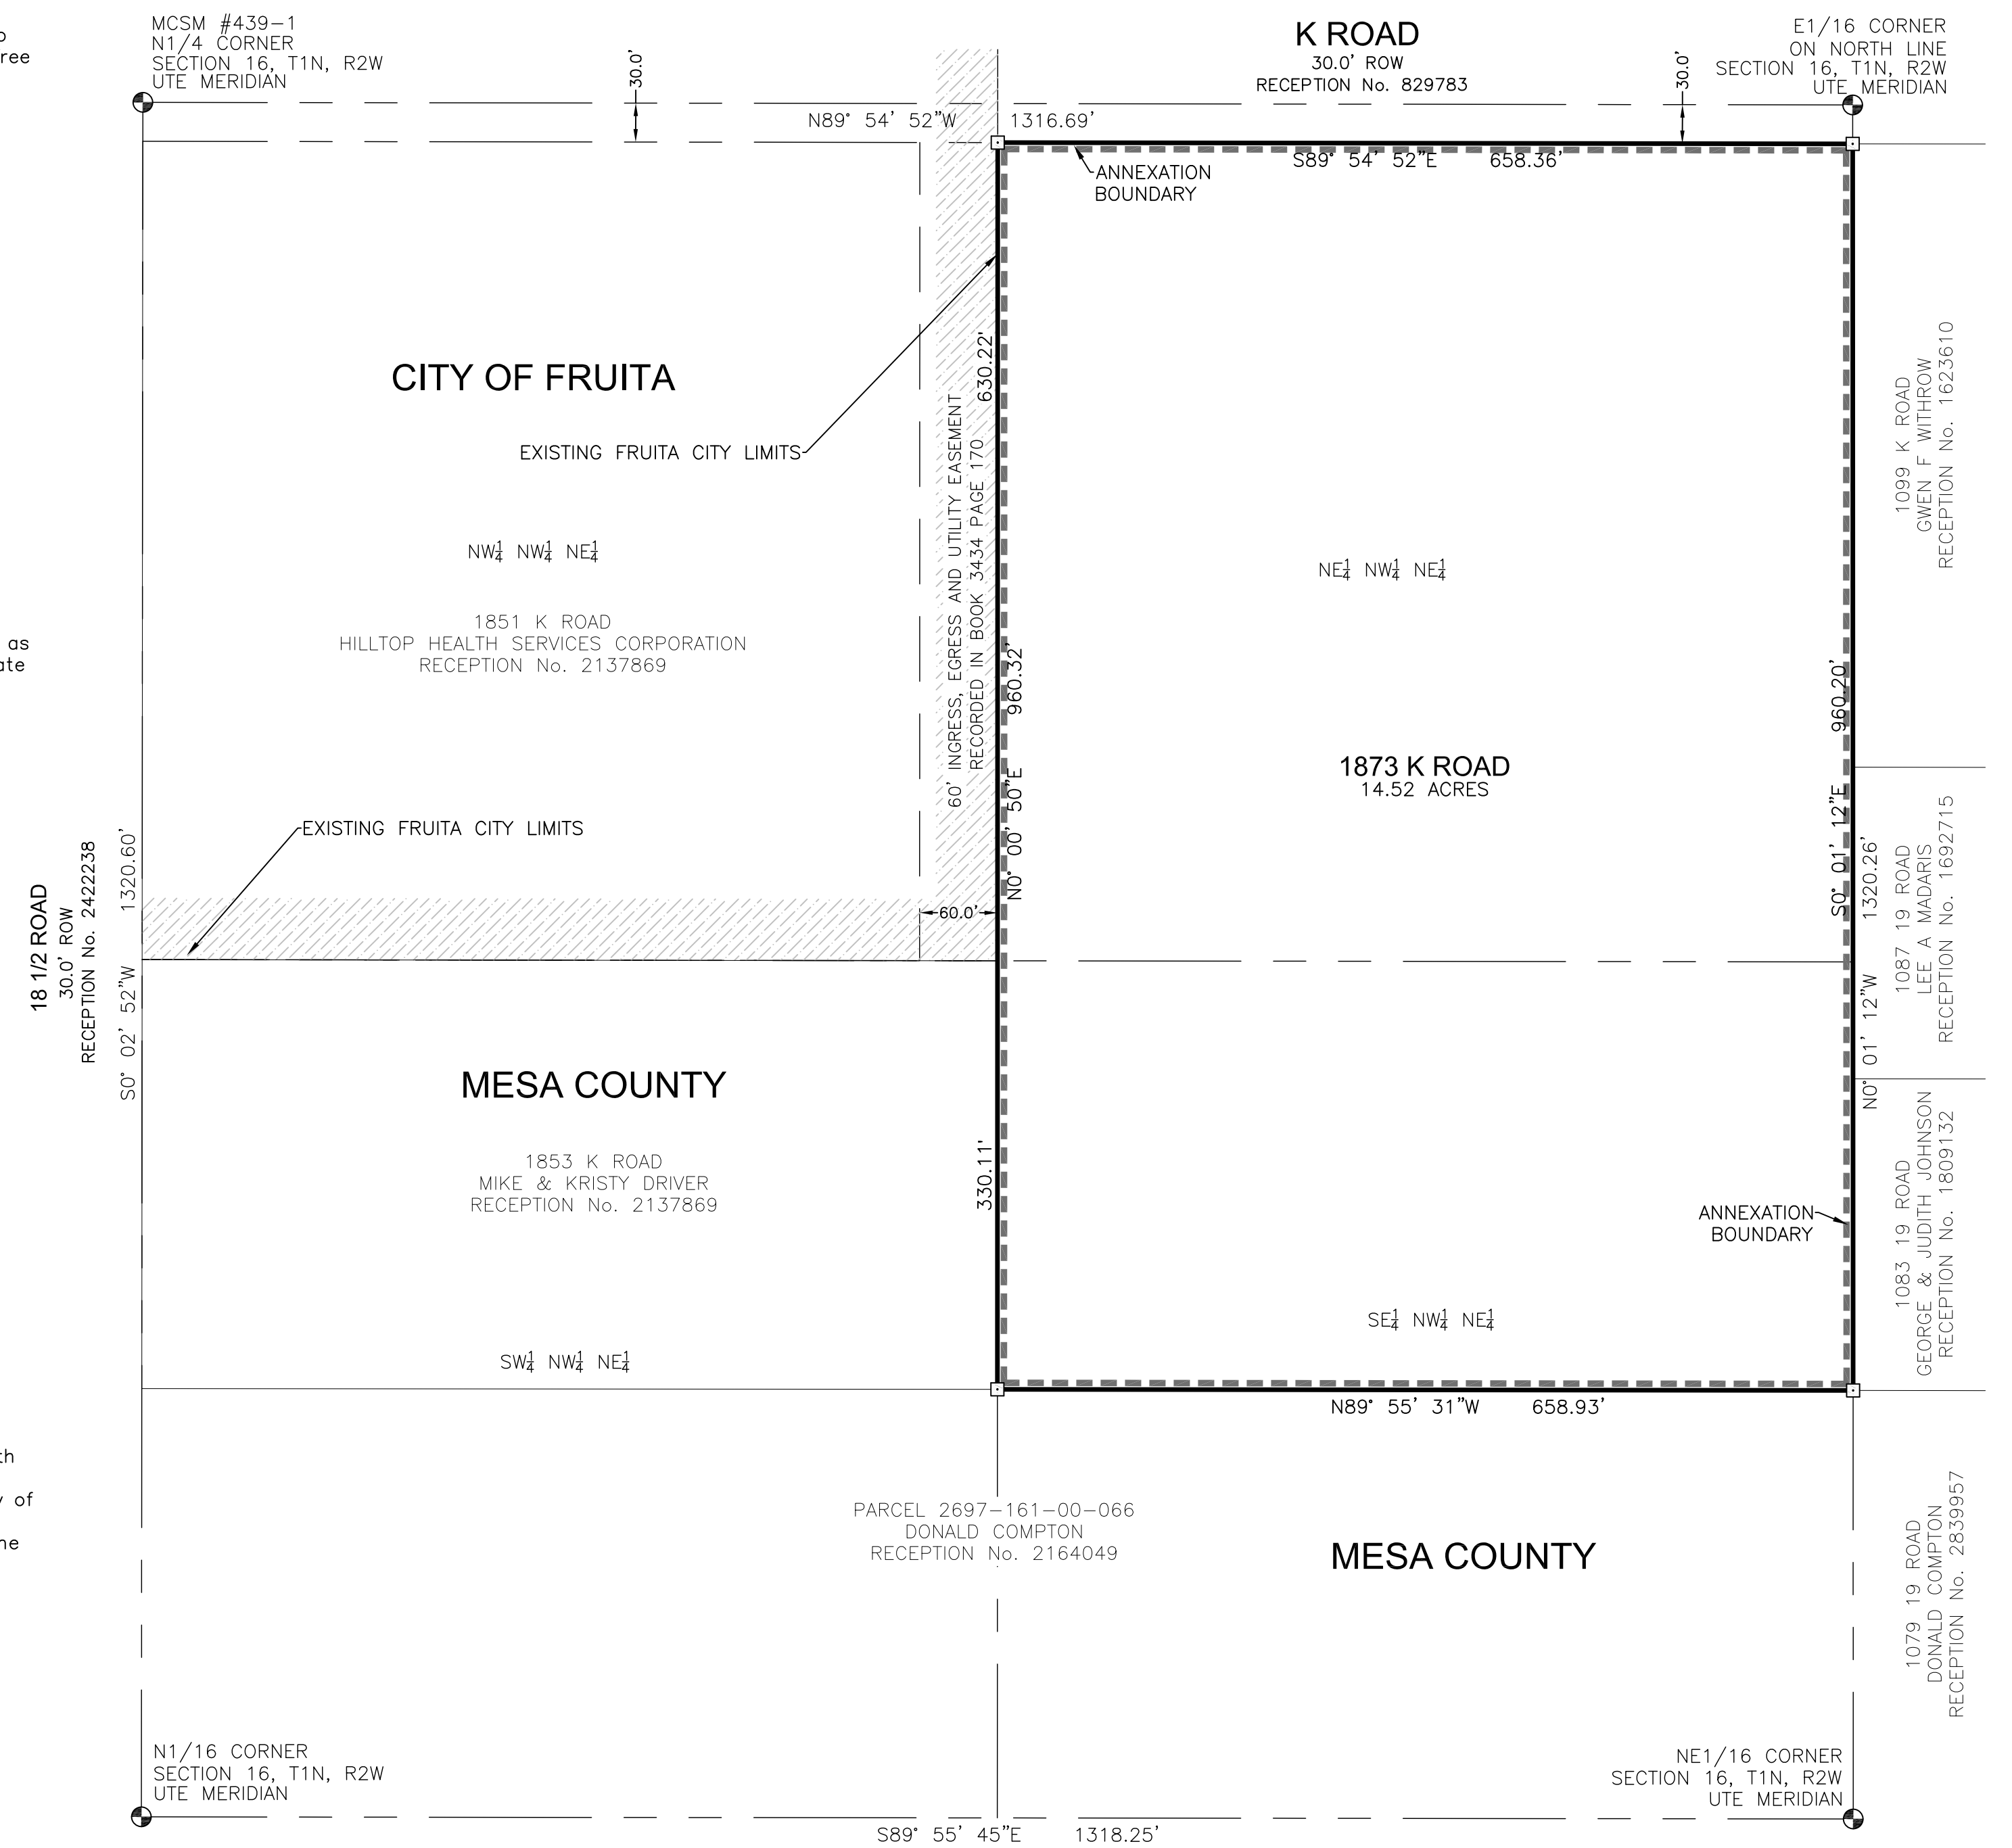 MCSM #439-1
N1/4 CORNER
SECTION 16, T1N, R2W
UTE MERIDIAN
30.0'
K ROAD
30.0' ROW
RECEPTION No. 829783
30.0'
E1/16 CORNER
ON NORTH LINE
SECTION 16, T1N, R2W
UTE MERIDIAN
ree
N89° 54' 52"W 1316.69'
S89° 54' 52"E 658.36'
ANNEXATION
BOUNDARY
CITY OF FRUITA
EXISTING FRUITA CITY LIMITS
630.22'
60' INGRESS, EGRESS AND UTILITY EASEMENT
RECORDED IN BOOK 3434 PAGE 170
NW1/4 NW1/4 NE1/4
NE1/4 NW1/4 NE1/4
1099 K ROAD
GWEN F WITHROW
RECEPTION No. 1623610
1851 K ROAD
HILLTOP HEALTH SERVICES CORPORATION
RECEPTION No. 2137869
as
ate
N0° 00' 50"E 960.32'
S0° 01' 12"E 960.20'
1873 K ROAD
14.52 ACRES
EXISTING FRUITA CITY LIMITS
60.0'
18 1/2 ROAD
30.0' ROW
RECEPTION No. 2422238
S0° 02' 52"W 1320.60'
N0° 01' 12"W 1320.26'
1087 19 ROAD
LEE A MADARIS
RECEPTION No. 1692715
MESA COUNTY
1853 K ROAD
MIKE & KRISTY DRIVER
RECEPTION No. 2137869
330.11'
ANNEXATION
BOUNDARY
1083 19 ROAD
GEORGE & JUDITH JOHNSON
RECEPTION No. 1809132
SW1/4 NW1/4 NE1/4
SE1/4 NW1/4 NE1/4
N89° 55' 31"W 658.93'
th
of
ne
PARCEL 2697-161-00-066
DONALD COMPTON
RECEPTION No. 2164049
MESA COUNTY
1079 19 ROAD
DONALD COMPTON
RECEPTION No. 2839957
N1/16 CORNER
SECTION 16, T1N, R2W
UTE MERIDIAN
NE1/16 CORNER
SECTION 16, T1N, R2W
UTE MERIDIAN
S89° 55' 45"E 1318.25'